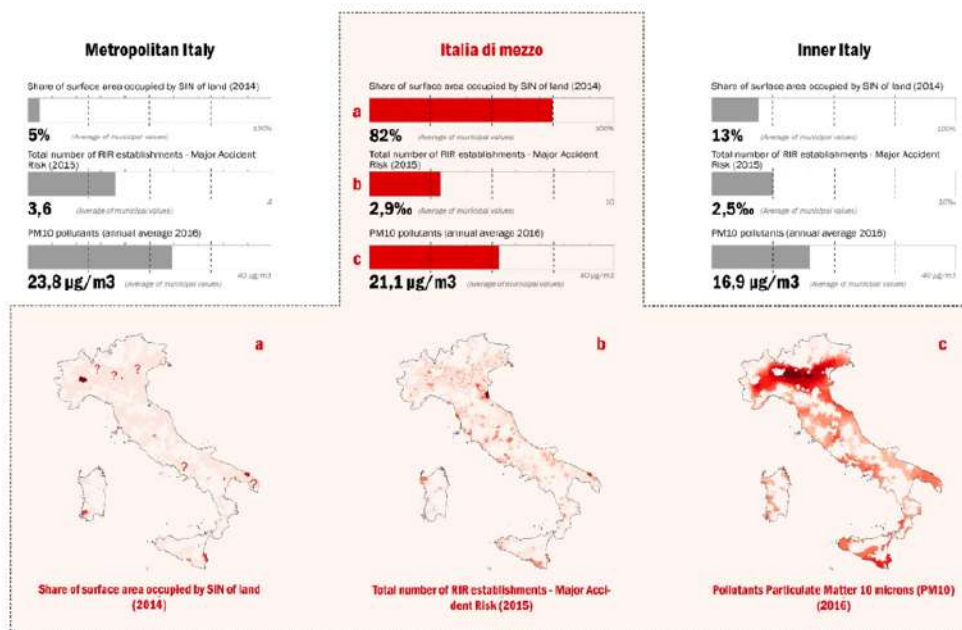 Metropolitan Italy
Share of surface area occupied by SIN of land (2014)
100%
5%
(Average of municipal values)
Total number of RIR establishments - Major Accident
Risk (2015)
3,6
(Average of municipal values)
PM10 pollutants (annual average 2016)
40 µg/m3
23,8 µg/m3
(Average of municipal values)
Italia di mezzo
Share of surface area occupied by SIN of land (2014)
a
100%
82%
(Average of municipal values)
Total number of RIR establishments - Major Accident
Risk (2015)
b
10
2,9‰
(Average of municipal values)
PM10 pollutants (annual average 2016)
c
40 µg/m3
21,1 µg/m3
(Average of municipal values)
Inner Italy
Share of surface area occupied by SIN of land (2014)
100%
13%
(Average of municipal values)
Total number of RIR establishments - Major Accident
Risk (2015)
10‰
2,5‰
(Average of municipal values)
PM10 pollutants (annual average 2016)
40 µg/m3
16,9 µg/m3
(Average of municipal values)
a
? ? ?
?
?
Share of surface area occupied by SIN of land
(2014)
b
Total number of RIR establishments - Major Acci-
dent Risk (2015)
c
Pollutants Particulate Matter 10 microns (PM10)
(2016)